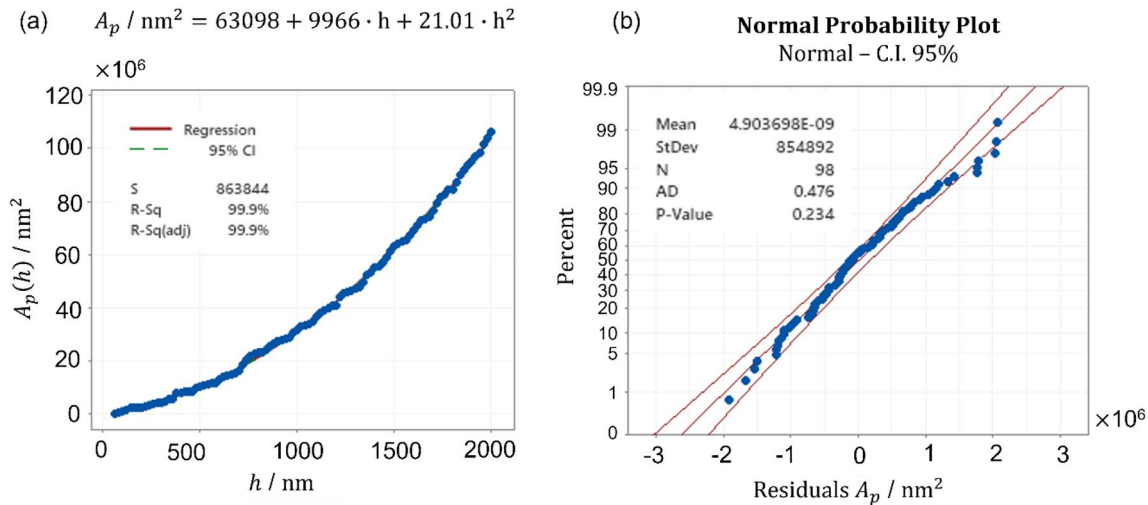 (a) A_p / nm² = 63098 + 9966 · h + 21.01 · h²
×10⁶
120
100
80
60
40
20
0
A_p(h) / nm²
Regression
95% CI
S 863844
R-Sq 99.9%
R-Sq(adj) 99.9%
0 500 1000 1500 2000
h / nm
(b) Normal Probability Plot
Normal – C.I. 95%
99.9
99
95
90
80
70
60
50
40
30
20
10
5
1
0
Percent
Mean 4.903698E-09
StDev 854892
N 98
AD 0.476
P-Value 0.234
-3 -2 -1 0 1 2 3
×10⁶
Residuals A_p / nm²